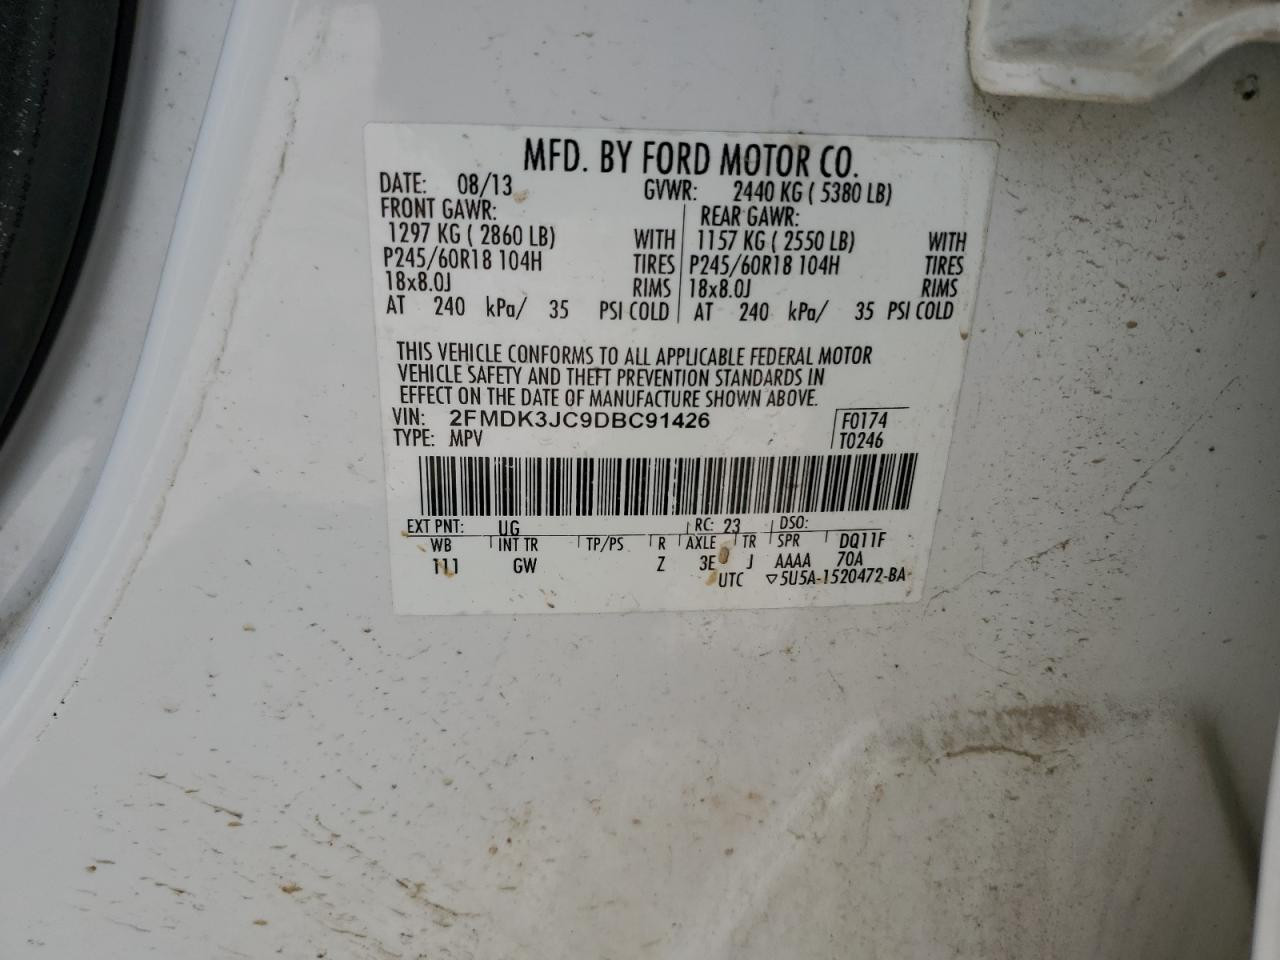 MFD. BY FORD MOTOR CO.
DATE: 08/13 GVWR: 2440 KG ( 5380 LB)
FRONT GAWR: REAR GAWR:
1297 KG ( 2860 LB) WITH 1157 KG ( 2550 LB) WITH
P245/60R18 104H TIRES P245/60R18 104H TIRES
18x8.0J RIMS 18x8.0J RIMS
AT 240 kPa/ 35 PSI COLD AT 240 kPa/ 35 PSI COLD
THIS VEHICLE CONFORMS TO ALL APPLICABLE FEDERAL MOTOR
VEHICLE SAFETY AND THEFT PREVENTION STANDARDS IN
EFFECT ON THE DATE OF MANUFACTURE SHOWN ABOVE.
VIN: 2FMDK3JC9DBC91426 F0174
TYPE: MPV T0246
EXT PNT: UG RC: 23 DSO:
WB INT TR TP/PS R AXLE TR SPR DQ11F
111 GW Z 3E J AAAA 70A
UTC ▽5U5A-1520472-BA